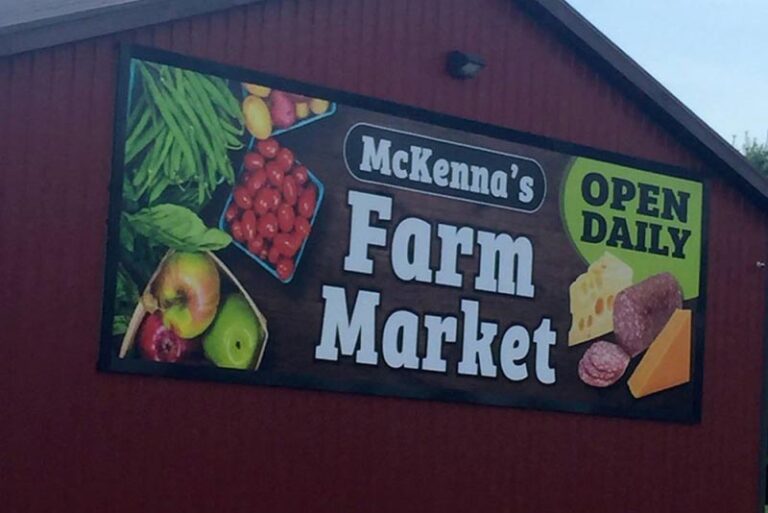 McKenna's
Farm
Market
OPEN
DAILY